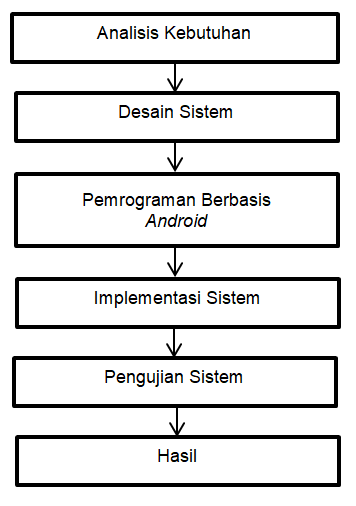 Analisis Kebutuhan
Desain Sistem
Pemrograman Berbasis
Android
Implementasi Sistem
Pengujian Sistem
Hasil